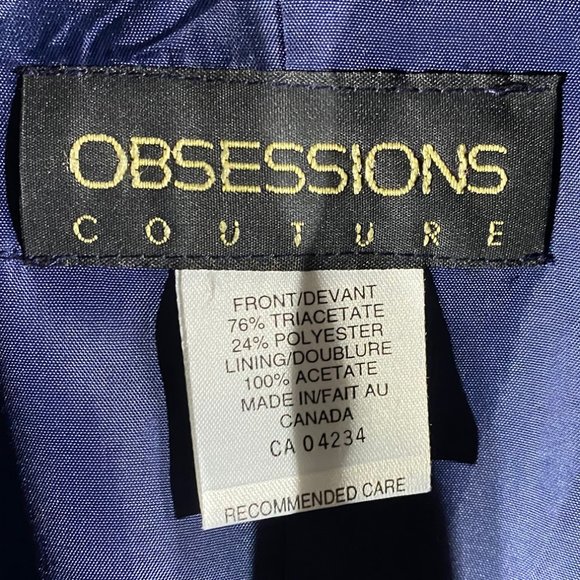 OBSESSIONS
COUTURE
FRONT/DEVANT
76% TRIACETATE
24% POLYESTER
LINING/DOUBLURE
100% ACETATE
MADE IN/FAIT AU
CANADA
CA 04234
RECOMMENDED CARE